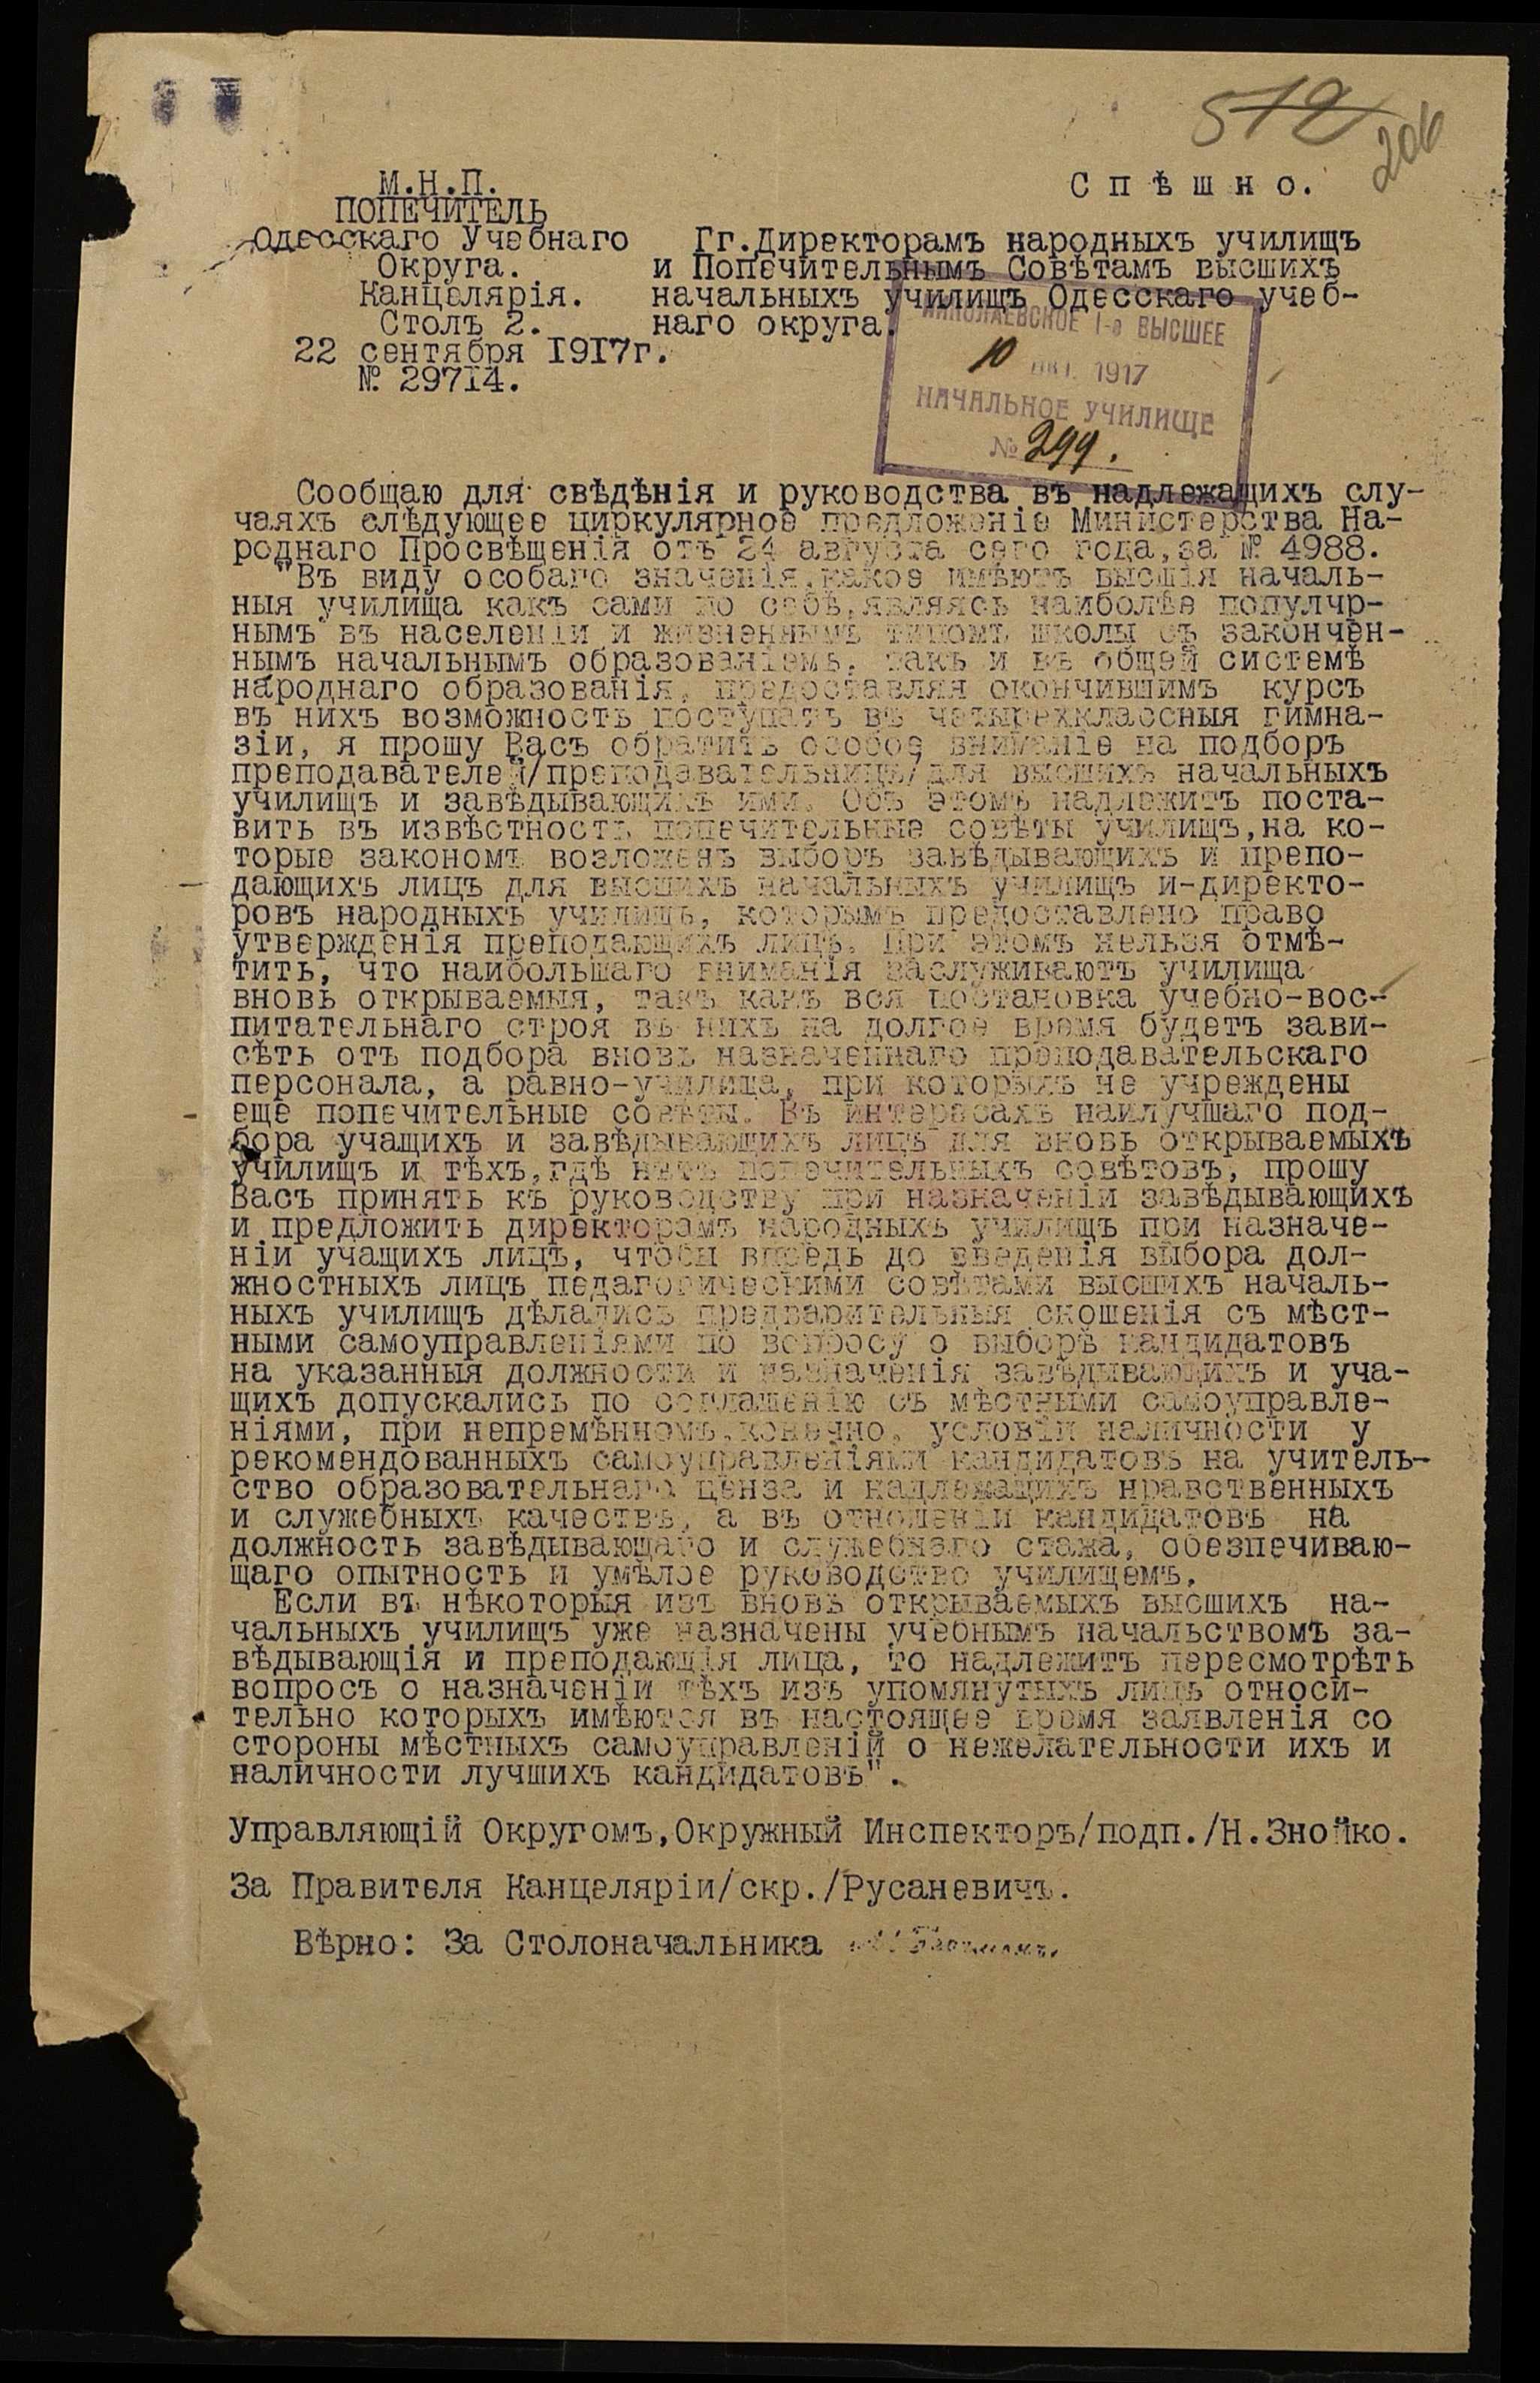 512
206
М.Н.П.
Спѣшно.
ПОПЕЧИТЕЛЬ
Одесскаго Учебнаго
Округа.
Канцелярія.
Столъ 2.
22 сентября 1917г.
№ 29714.
Гг.Директорамъ народныхъ училищъ
и Попечительнымъ Совѣтамъ высшихъ
начальныхъ училищъ Одесскаго учеб-
наго округа.
НИКОЛАЕВСКОЕ 1-е ВЫСШЕЕ
10 ОКТ. 1917
НАЧАЛЬНОЕ УЧИЛИЩЕ
№ 299.
Сообщаю для свѣдѣнія и руководства въ надлежащихъ слу-
чаяхъ слѣдующее циркулярное предложеніе Министерства На-
роднаго Просвѣщенія отъ 24 августа сего года,за № 4988.
"Въ виду особаго значенія,какое имѣютъ высшія началь-
ныя училища какъ сами по себѣ,являясь наиболѣе популчр-
нымъ въ населеніи и жизненнымъ типомъ школы съ закончен-
нымъ начальнымъ образованіемъ, такъ и въ общей системѣ
народнаго образованія, предоставляя окончившимъ курсъ
въ нихъ возможность поступать въ четырехклассныя гимна-
зіи, я прошу Васъ обратить особое вниманіе на подборъ
преподавателей/преподавательницъ/для высшихъ начальныхъ
училищъ и завѣдывающихъ ими. Объ этомъ надлежитъ поста-
вить въ извѣстность попечительные совѣты училищъ,на ко-
торые закономъ возложенъ выборъ завѣдывающихъ и препо-
дающихъ лицъ для высшихъ начальныхъ училищъ и-директо-
ровъ народныхъ училищъ, которымъ предоставлено право
утвержденія преподающихъ лицъ. При этомъ нельзя отмѣ-
тить, что наибольшаго вниманія заслуживаютъ училища
вновь открываемыя, такъ какъ вся постановка учебно-вос-
питательнаго строя въ нихъ на долгое время будетъ зави-
сѣть отъ подбора вновь назначеннаго преподавательскаго
персонала, а равно-училища, при которыхъ не учреждены
еще попечительные совѣты. Въ интересахъ наилучшаго под-
бора учащихъ и завѣдывающихъ лицъ для вновь открываемыхъ
училищъ и тѣхъ,гдѣ нѣтъ попечительныхъ совѣтовъ, прошу
Васъ принять къ руководству при назначеніи завѣдывающихъ
и предложить директорамъ народныхъ училищъ при назначе-
ніи учащихъ лицъ, чтобы впредь до введенія выбора дол-
жностныхъ лицъ педагогическими совѣтами высшихъ началь-
ныхъ училищъ дѣлались предварительныя сношенія съ мѣст-
ными самоуправленіями по вопросу о выборѣ кандидатовъ
на указанныя должности и назначенія завѣдывающихъ и уча-
щихъ допускались по соглашенію съ мѣстными самоуправле-
ніями, при непремѣнномъ,конечно, условіи наличности у
рекомендованныхъ самоуправленіями кандидатовъ на учитель-
ство образовательнаго ценза и надлежащихъ нравственныхъ
и служебныхъ качествъ, а въ отношеніи кандидатовъ на
должность завѣдывающаго и служебнаго стажа, обезпечиваю-
щаго опытность и умѣлое руководство училищемъ.
Если въ нѣкоторыя изъ вновь открываемыхъ высшихъ на-
чальныхъ училищъ уже назначены учебнымъ начальствомъ за-
вѣдывающія и преподающія лица, то надлежитъ пересмотрѣть
вопросъ о назначеніи тѣхъ изъ упомянутыхъ лицъ относи-
тельно которыхъ имѣются въ настоящее время заявленія со
стороны мѣстныхъ самоуправленій о нежелательности ихъ и
наличности лучшихъ кандидатовъ".
Управляющій Округомъ,Окружный Инспекторъ/подп./Н.Знойко.
За Правителя Канцеляріи/скр./Русаневичъ.
Вѣрно: За Столоначальника